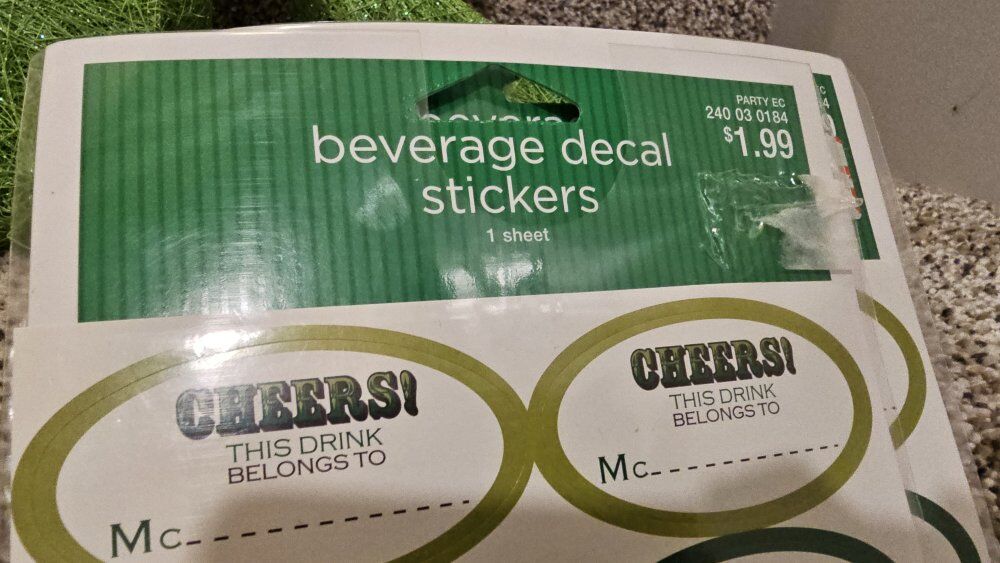 PARTY EC
240 03 0184
$1.99
beverage decal
stickers
1 sheet
CHEERS!
THIS DRINK
BELONGS TO
Mc
CHEERS!
THIS DRINK
BELONGS TO
Mc